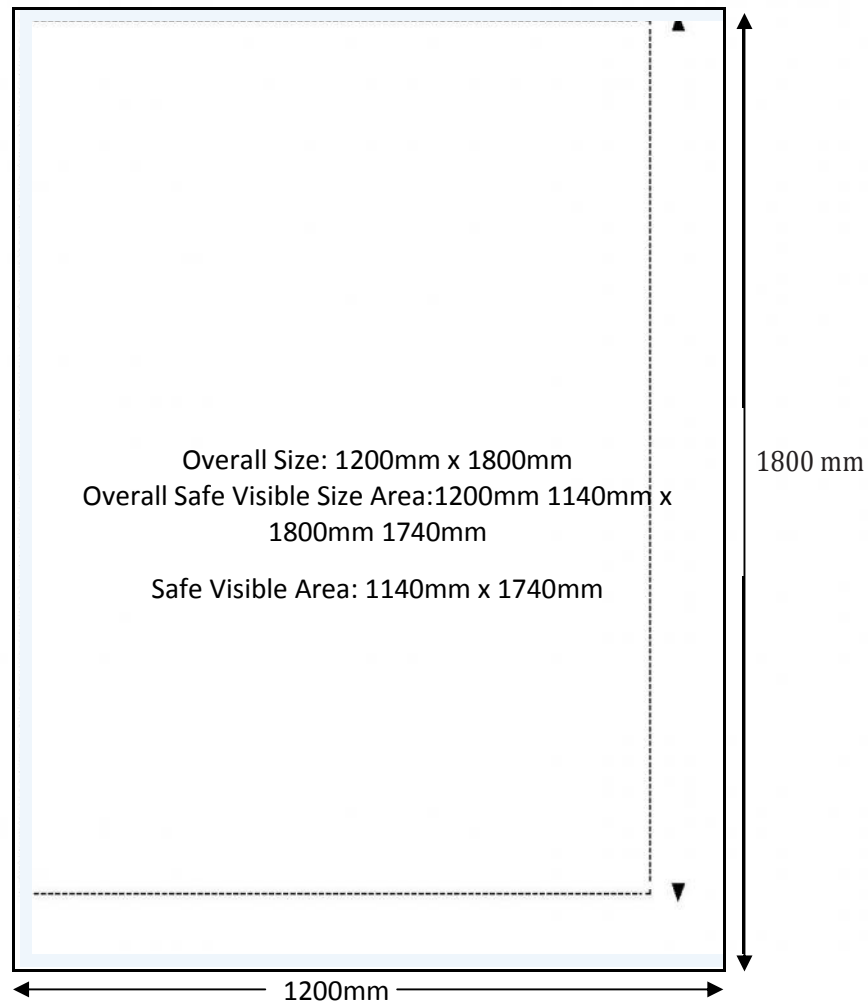 Overall Size: 1200mm x 1800mm
Overall Safe Visible Size Area:1200mm 1140mm x
1800mm 1740mm
Safe Visible Area: 1140mm x 1740mm
1800 mm
1200mm